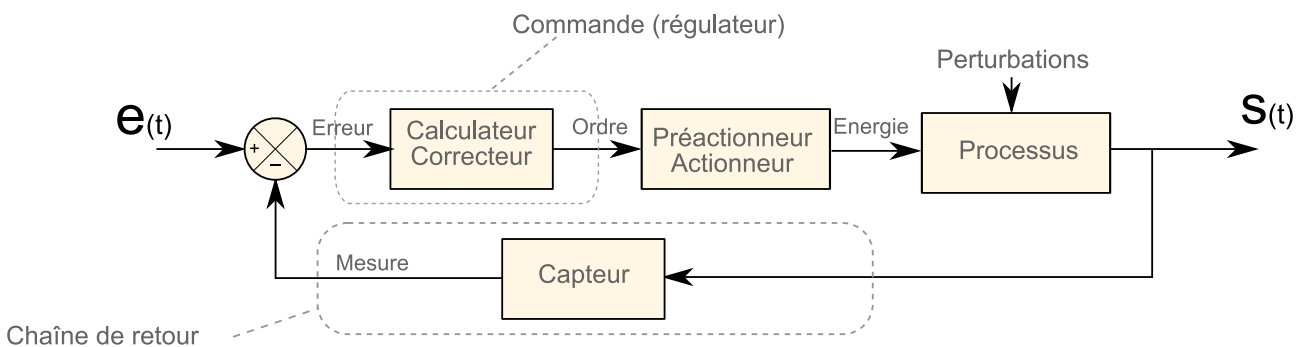 Commande (régulateur)
Perturbations
e(t)
+
−
Erreur
Calculateur
Correcteur
Ordre
Préactionneur
Actionneur
Energie
Processus
S(t)
Mesure
Capteur
Chaîne de retour